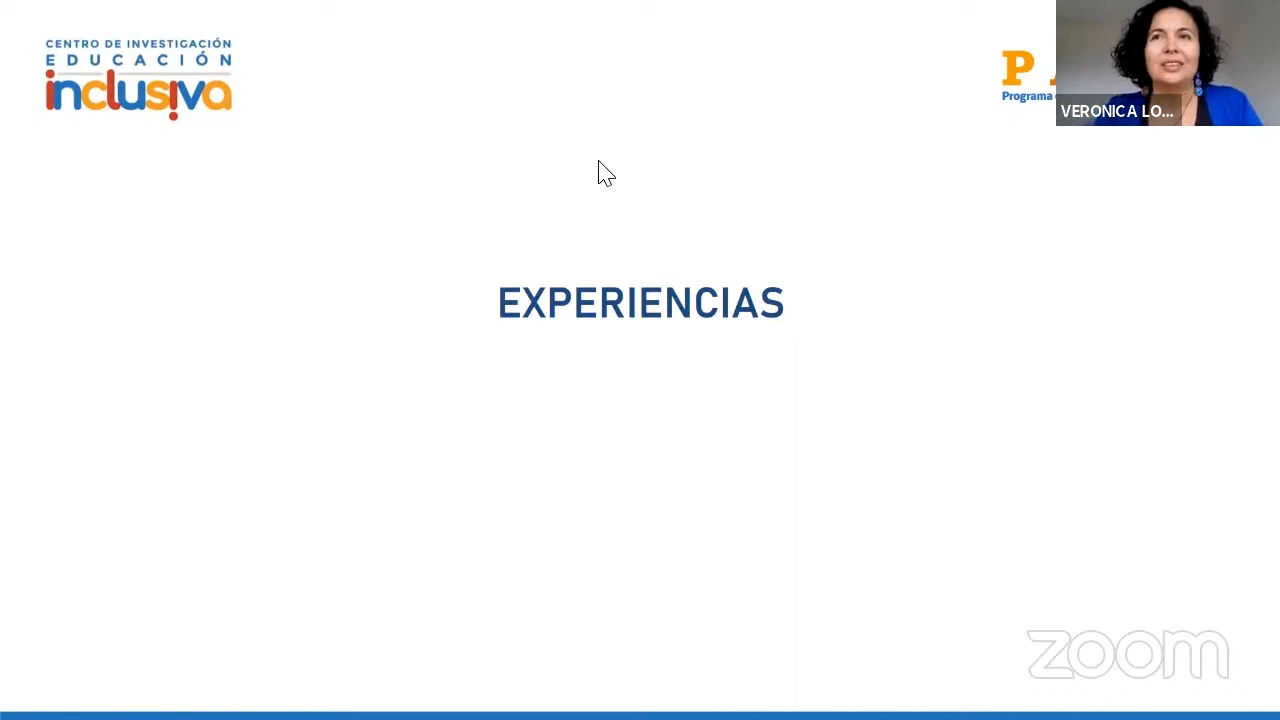 CENTRO DE INVESTIGACIÓN
EDUCACIÓN
inclusiva
P
Programa
VERONICA LO...
EXPERIENCIAS
zoom